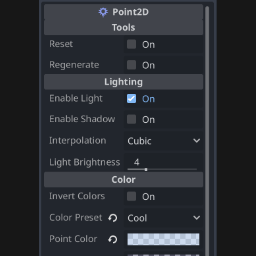 Point2D
Tools
Reset On
Regenerate On
Lighting
Enable Light On
Enable Shadow On
Interpolation Cubic
Light Brightness 4
Color
Invert Colors On
Color Preset Cool
Point Color